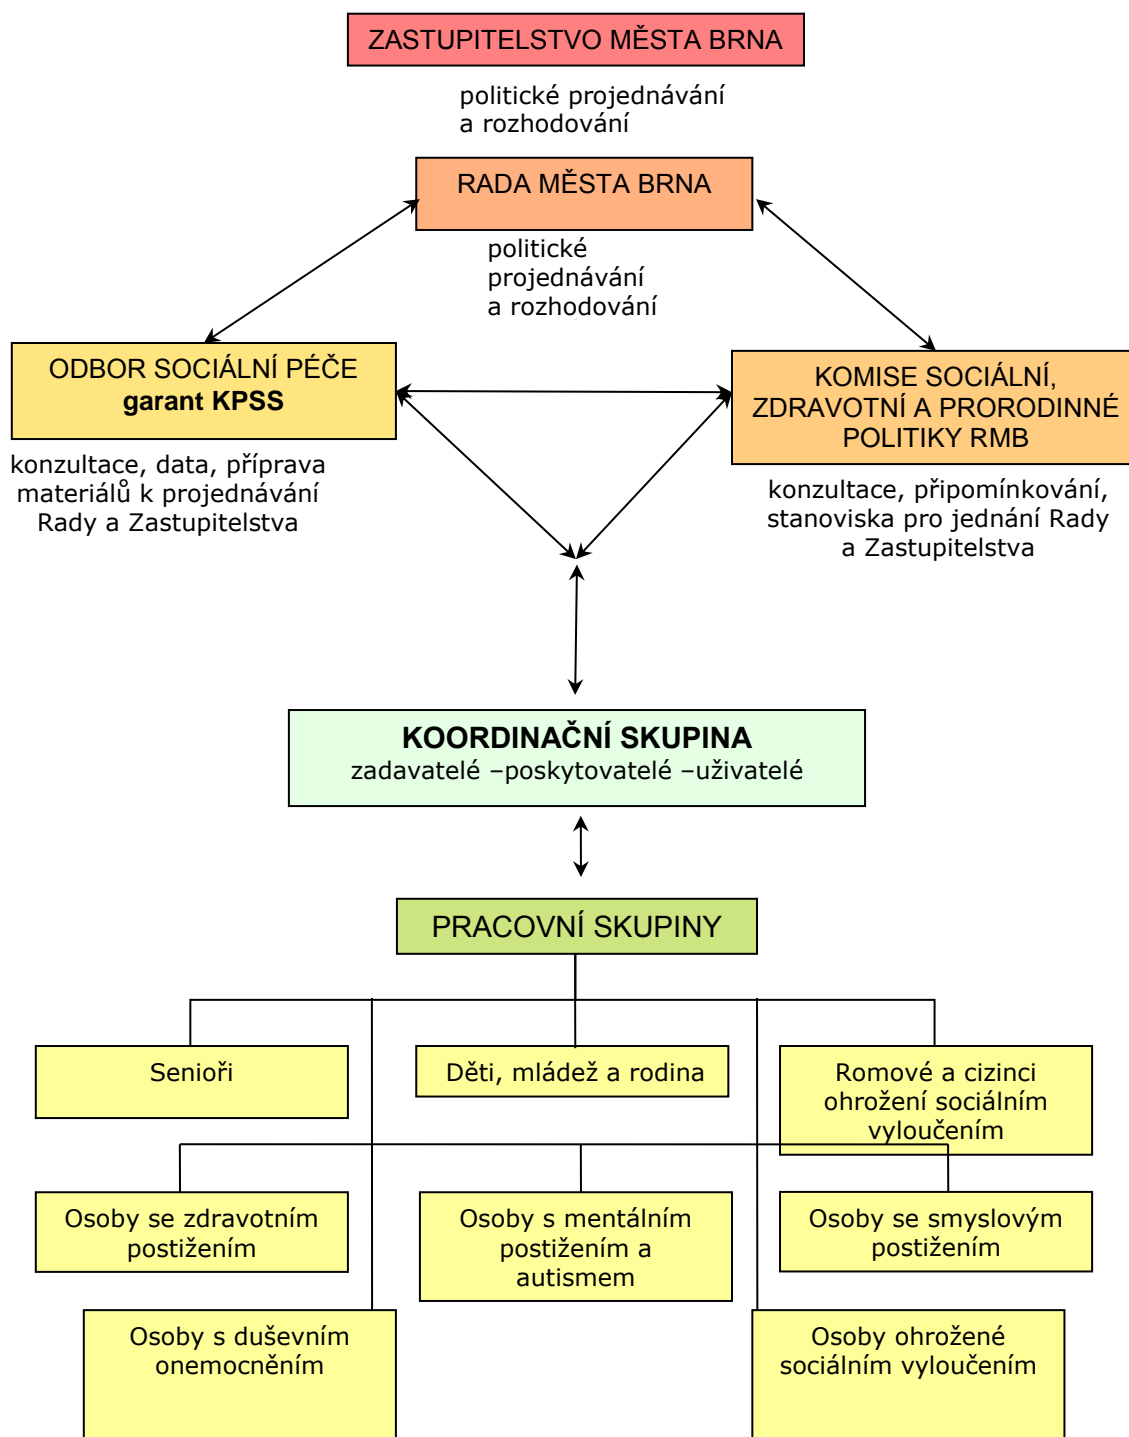 ZASTUPITELSTVO MĚSTA BRNA
politické projednávání
a rozhodování
RADA MĚSTA BRNA
politické
projednávání
a rozhodování
ODBOR SOCIÁLNÍ PÉČE
garant KPSS
konzultace, data, příprava
materiálů k projednávání
Rady a Zastupitelstva
KOMISE SOCIÁLNÍ,
ZDRAVOTNÍ A PRORODINNÉ
POLITIKY RMB
konzultace, připomínkování,
stanoviska pro jednání Rady
a Zastupitelstva
KOORDINAČNÍ SKUPINA
zadavatelé –poskytovatelé –uživatelé
PRACOVNÍ SKUPINY
Senioři
Děti, mládež a rodina
Romové a cizinci
ohrožení sociálním
vyloučením
Osoby se zdravotním
postižením
Osoby s mentálním
postižením a
autismem
Osoby se smyslovým
postižením
Osoby s duševním
onemocněním
Osoby ohrožené
sociálním vyloučením